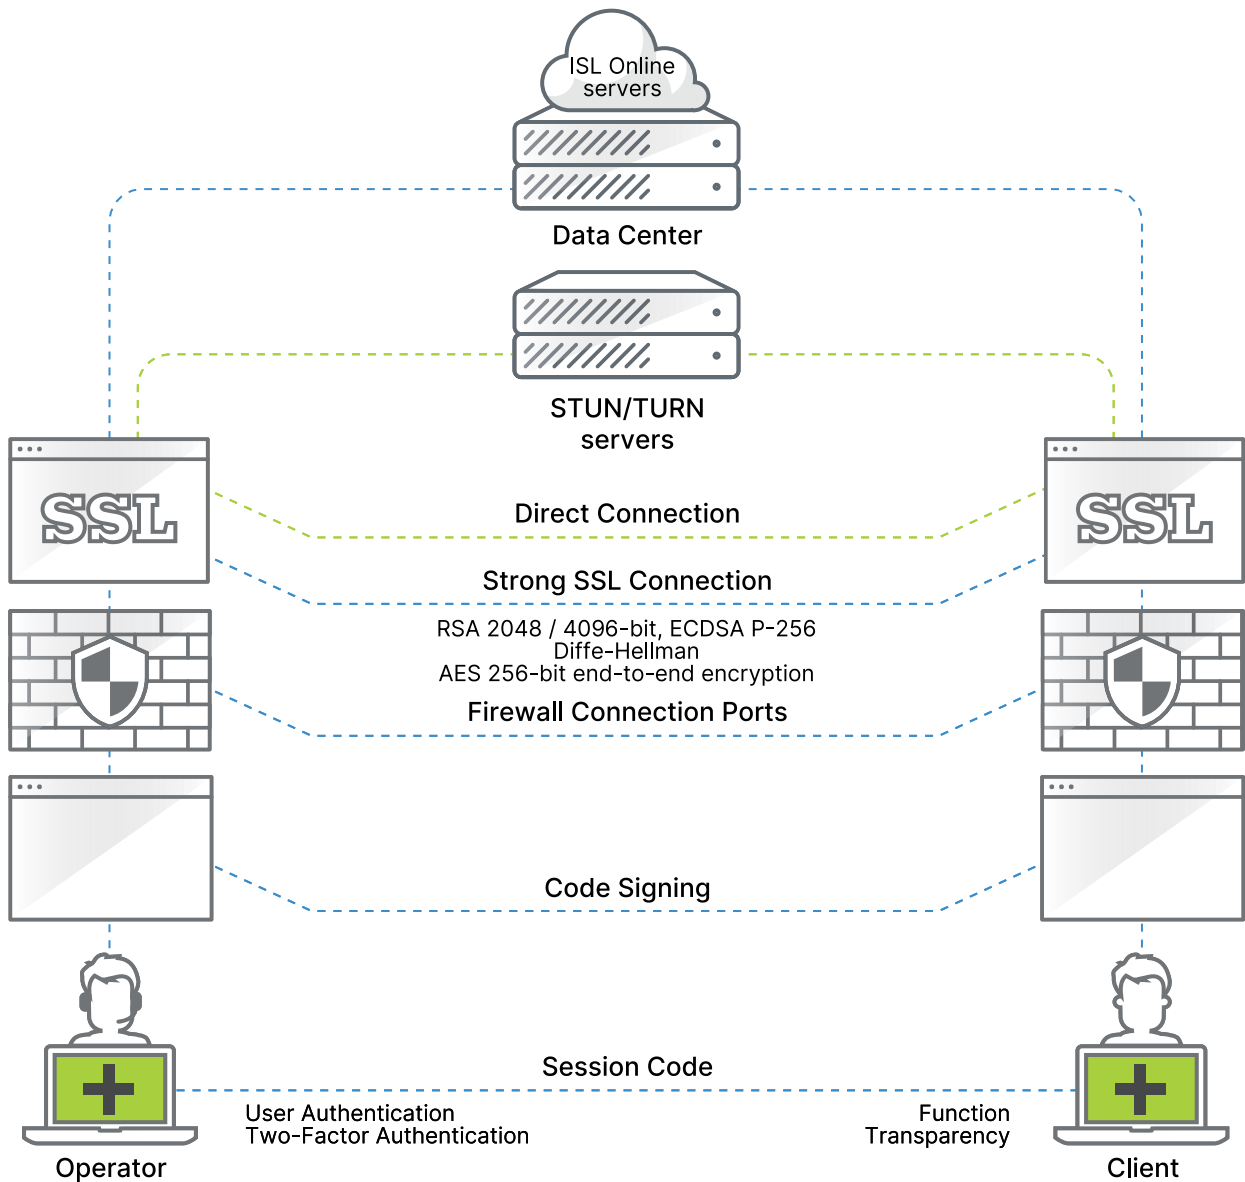 ISL Online
servers
Data Center
STUN/TURN
servers
SSL
SSL
Direct Connection
Strong SSL Connection
RSA 2048 / 4096-bit, ECDSA P-256
Diffe-Hellman
AES 256-bit end-to-end encryption
Firewall Connection Ports
Code Signing
Session Code
User Authentication
Two-Factor Authentication
Function
Transparency
Operator
Client